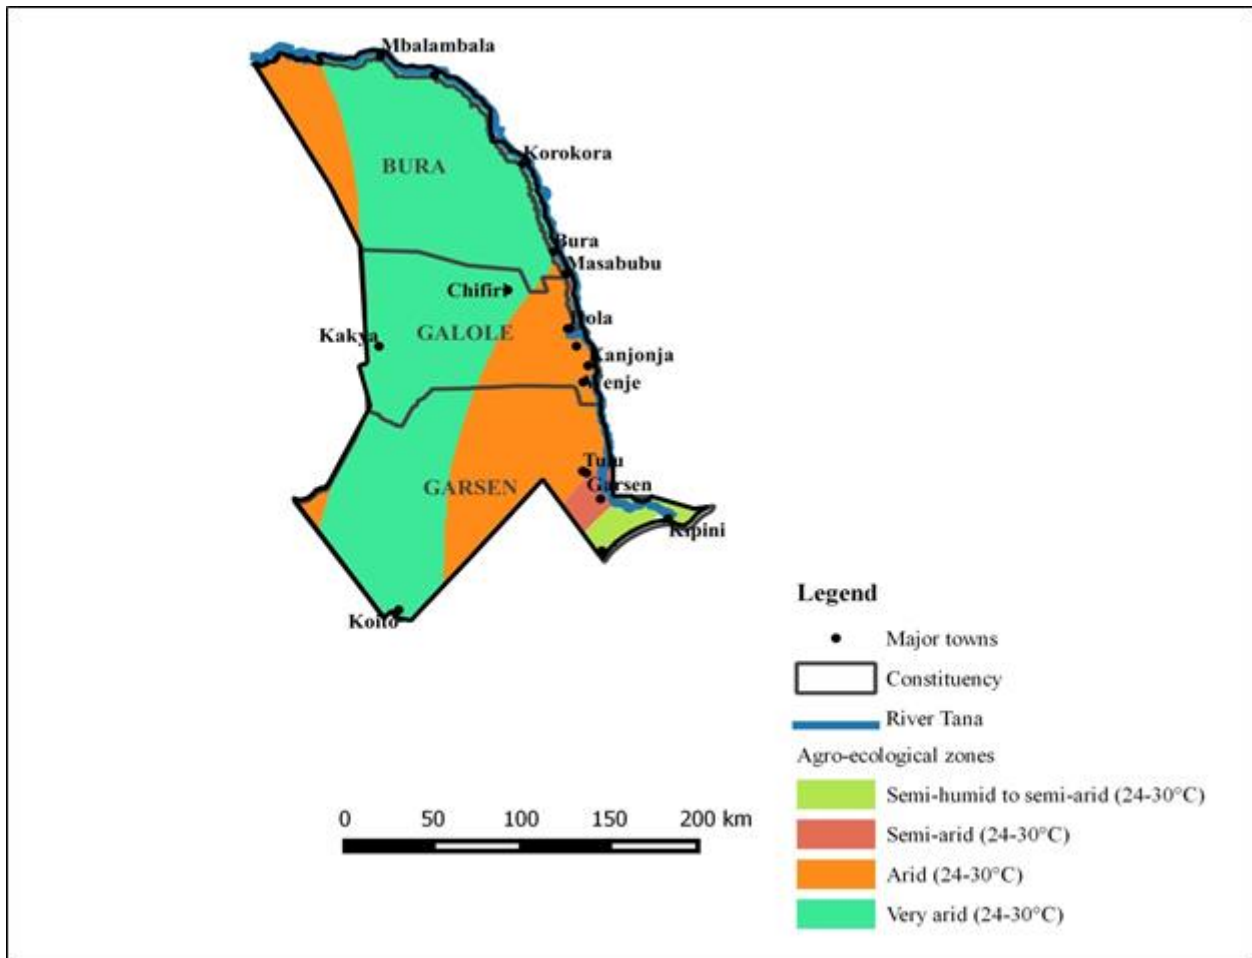 Mbalambala
Korokora
BURA
Bura
Masabubu
Chifiri
Hola
Kakya
GALOLE
Kanjonja
Wenje
Tulu
GARSEN
Garsen
Kipini
Koito
Legend
Major towns
Constituency
River Tana
Agro-ecological zones
Semi-humid to semi-arid (24-30°C)
Semi-arid (24-30°C)
Arid (24-30°C)
Very arid (24-30°C)
0 50 100 150 200 km